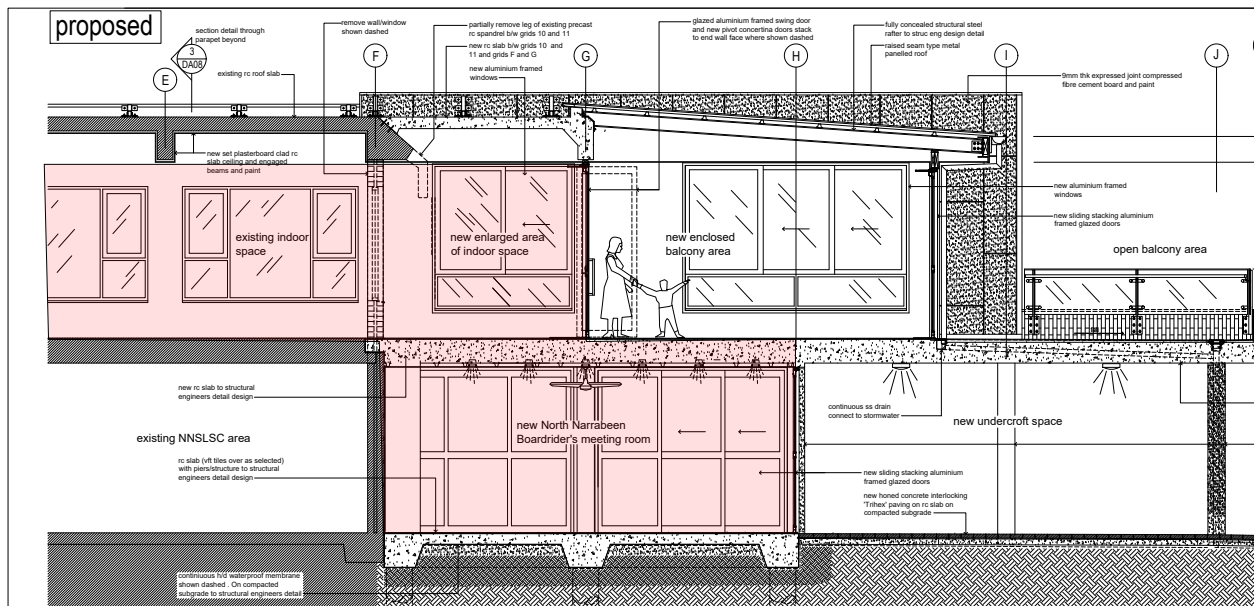 proposed
section detail through
parapet beyond
3
DA08
E
existing rc roof slab
remove wall/window
shown dashed
F
partially remove leg of existing precast
rc spandrel b/w grids 10 and 11
new rc slab b/w grids 10 and
11 and grids F and G
new aluminium framed
windows
G
glazed aluminium framed swing door
and new pivot concertina doors stack
to end wall face where shown dashed
H
fully concealed structural steel
rafter to struc eng design detail
raised seam type metal
panelled roof
I
9mm thk expressed joint compressed
fibre cement board and paint
J
new set plasterboard clad rc
slab ceiling and engaged
beams and paint
existing indoor
space
new enlarged area
of indoor space
new enclosed
balcony area
new aluminium framed
windows
new sliding stacking aluminium
framed glazed doors
open balcony area
new rc slab to structural
engineers detail design
existing NNSLSC area
rc slab (vft tiles over as selected)
with piers/structure to structural
engineers detail design
new North Narrabeen
Boardrider's meeting room
continuous ss drain
connect to stormwater
new undercroft space
new sliding stacking aluminium
framed glazed doors
new honed concrete interlocking
'Trihex' paving on rc slab on
compacted subgrade
continiuous h/d waterproof membrane
shown dashed . On compacted
subgrade to structural engineers detail